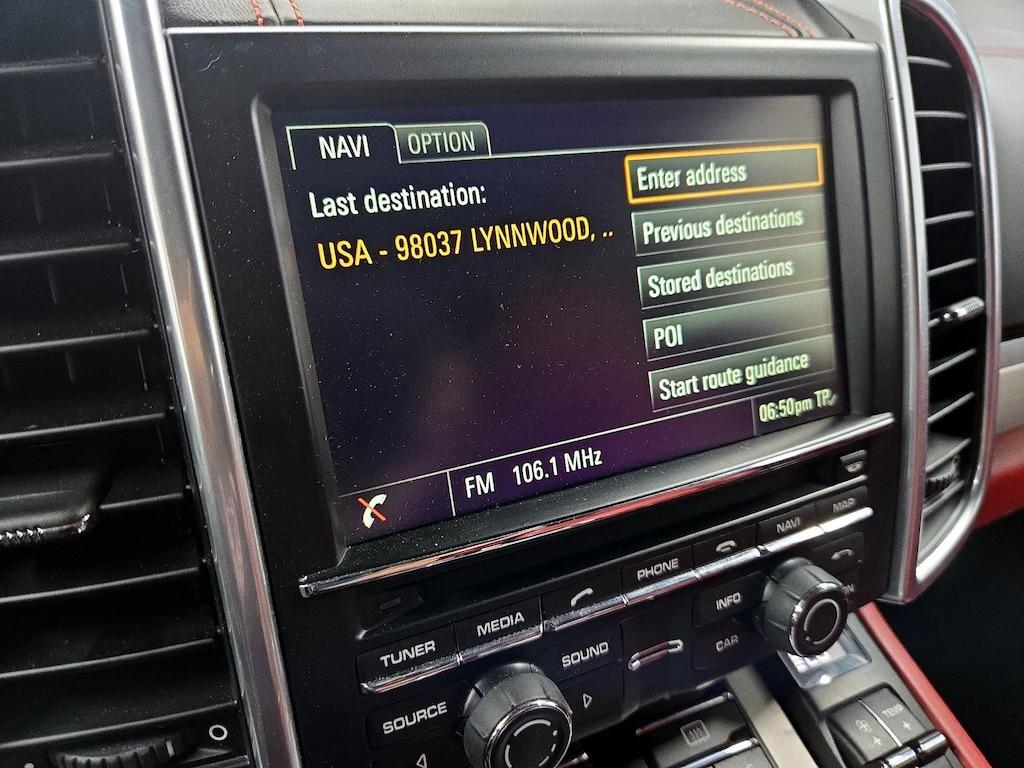 NAVI OPTION
Last destination:
USA - 98037 LYNNWOOD, ..
Enter address
Previous destinations
Stored destinations
POI
Start route guidance
06:50pm TP
FM 106.1 MHz
TUNER MEDIA PHONE NAVI MAP
SOURCE SOUND INFO
CAR
TEMP